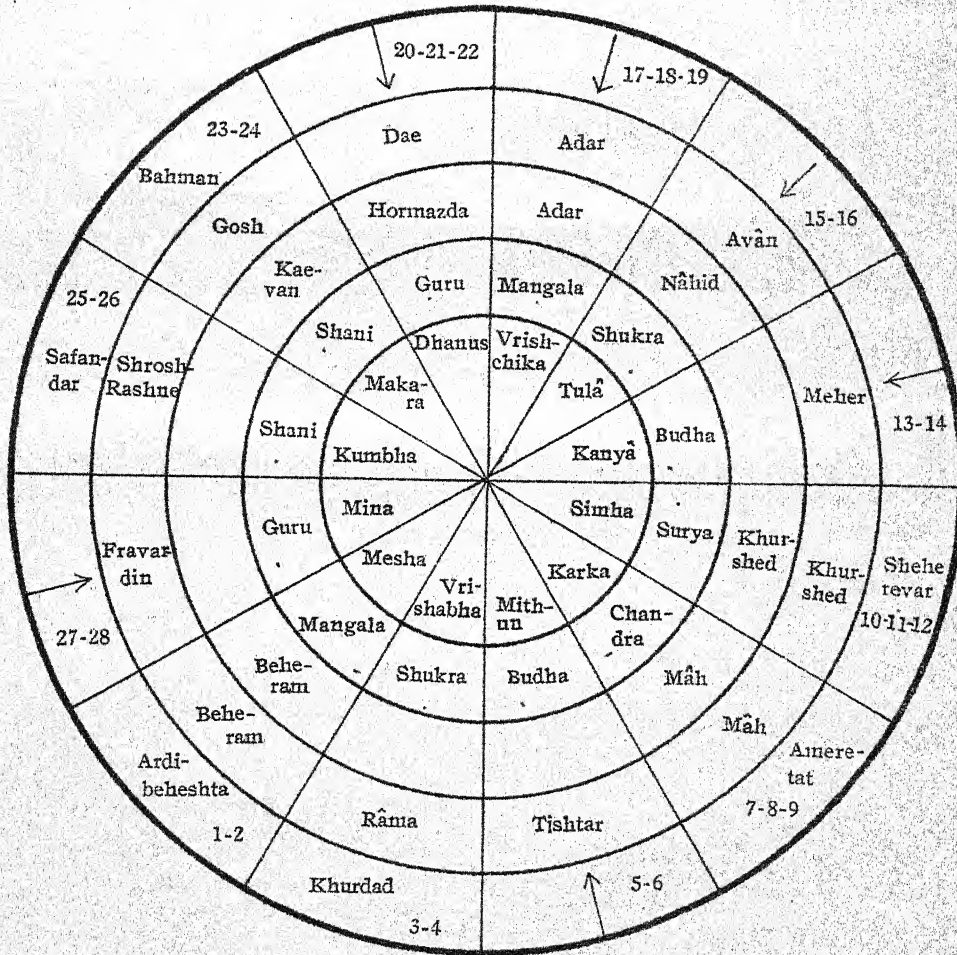 20-21-22
17-18-19
23-24
Dae
Adar
Bahman
15-16
Gosh
Hormazda
Adar
Avân
Kae-
van
Nâhid
25-26
Guru
Mangala
Shani
Shukra
Dhanus
Vrish-
chika
Safan-
dar
Shrosh-
Rashne
Maka-
ra
Tulâ
Meher
13-14
Shani
Budha
Kumbha
Kanyâ
Mina
Simha
Guru
Surya
Khur-
shed
Khur-
shed
Shehe
revar
10-11-12
Fravar-
din
Mesha
Karka
Vri-
shabha
Mith-
nn
Chan-
dra
27-28
Mangala
Shukra
Budha
Mâh
Behe-
ram
Behe-
ram
Mâh
Amere-
tat
7-8-9
Ardi-
beheshta
1-2
Râma
Tishtar
Khurdad
5-6
3-4